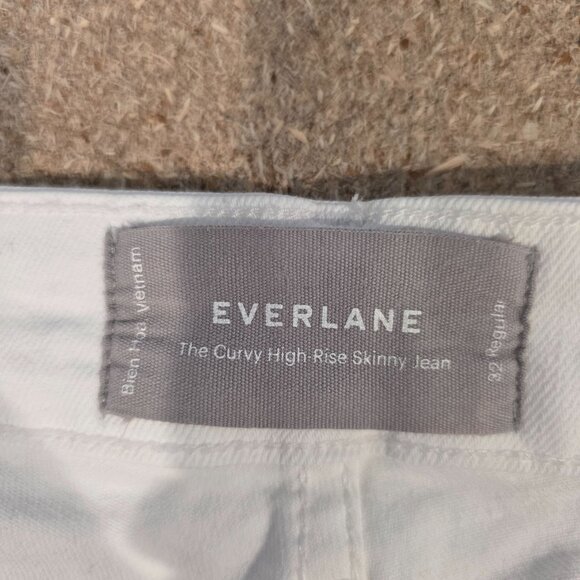 Bien Hoa, Vietnam
EVERLANE
The Curvy High-Rise Skinny Jean
32 Regular